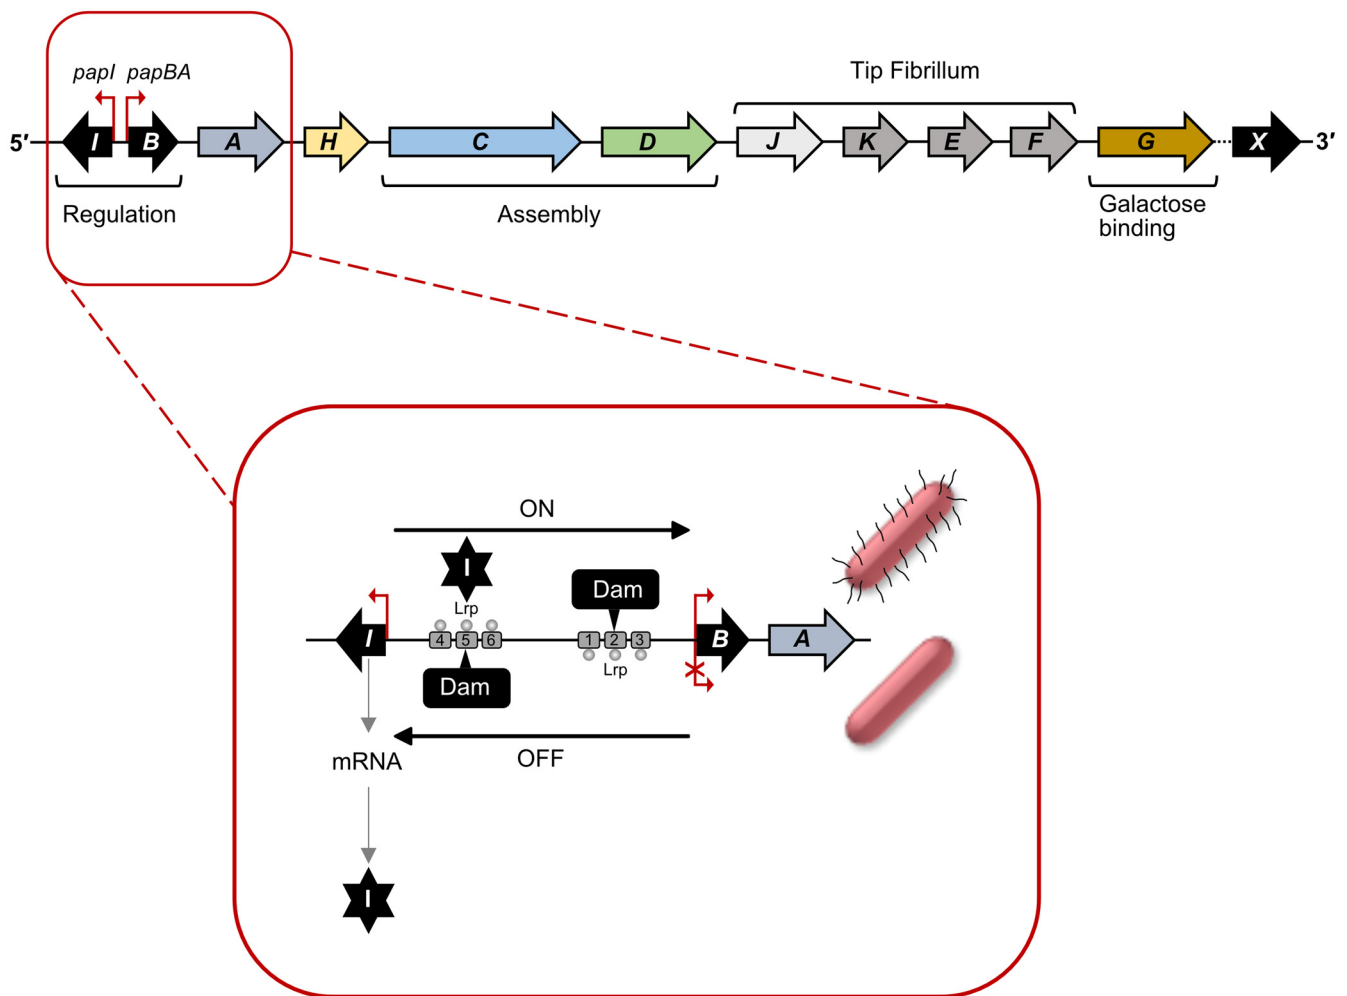 papI papBA
Tip Fibrillum
5′ I B A H C D J K E F G X 3′
Regulation
Assembly
Galactose
binding
ON
I
Dam
Lrp
I 4 5 6 1 2 3 B A
Lrp
Dam
OFF
mRNA
I